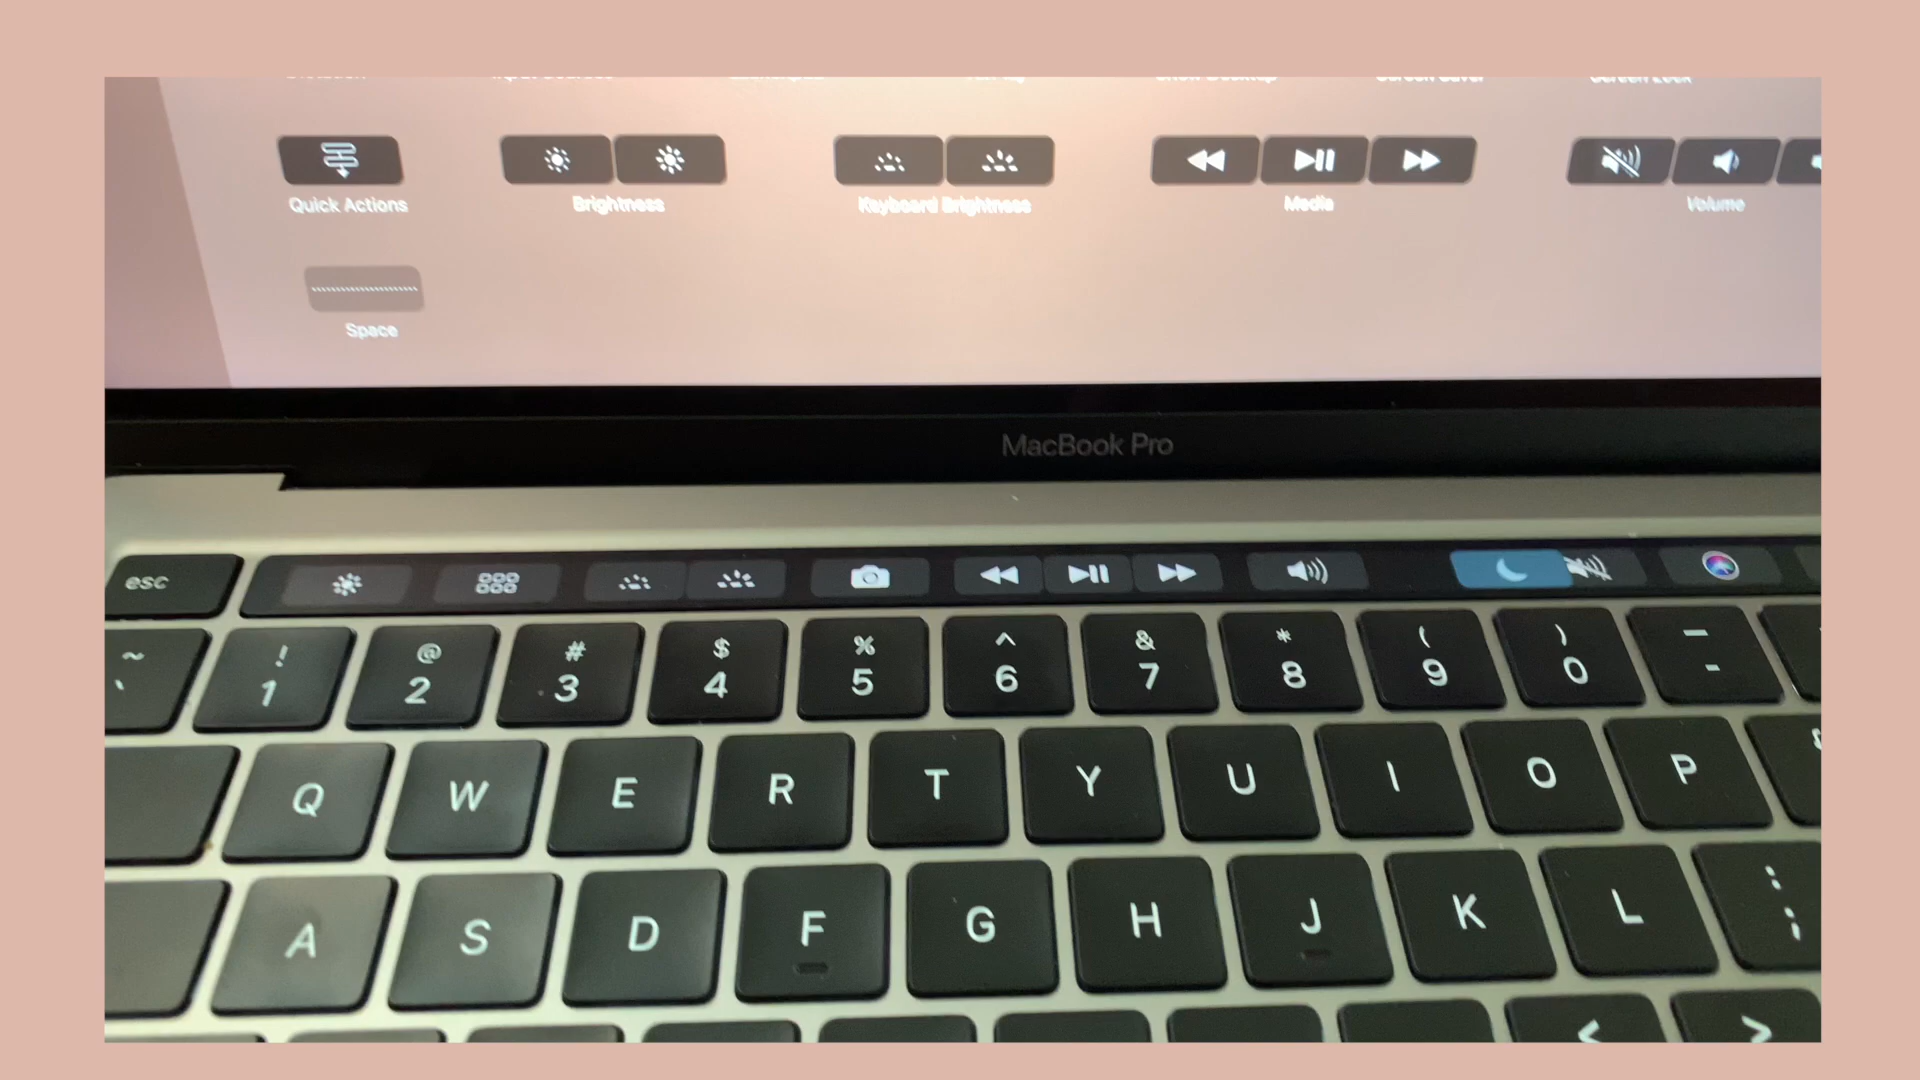 Quick Actions Brightness Keyboard Brightness Media Volume
Space
MacBook Pro
esc
~ ! @ # $ % ^ & * ( ) —
` 1 2 3 4 5 6 7 8 9 0 -
Q W E R T Y U I O P
A S D F G H J K L : ;
< >